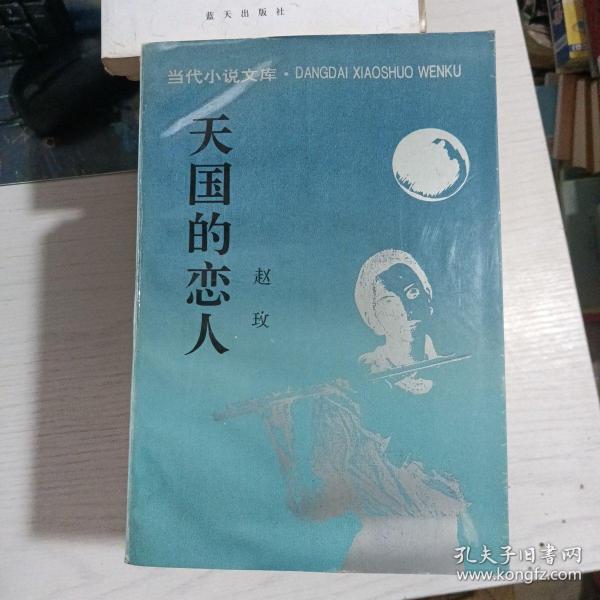 蓝天出版社
当代小说文库·DANGDAI XIAOSHUO WENKU
天国的恋人
赵玫
孔夫子旧书网
www.kongfz.com